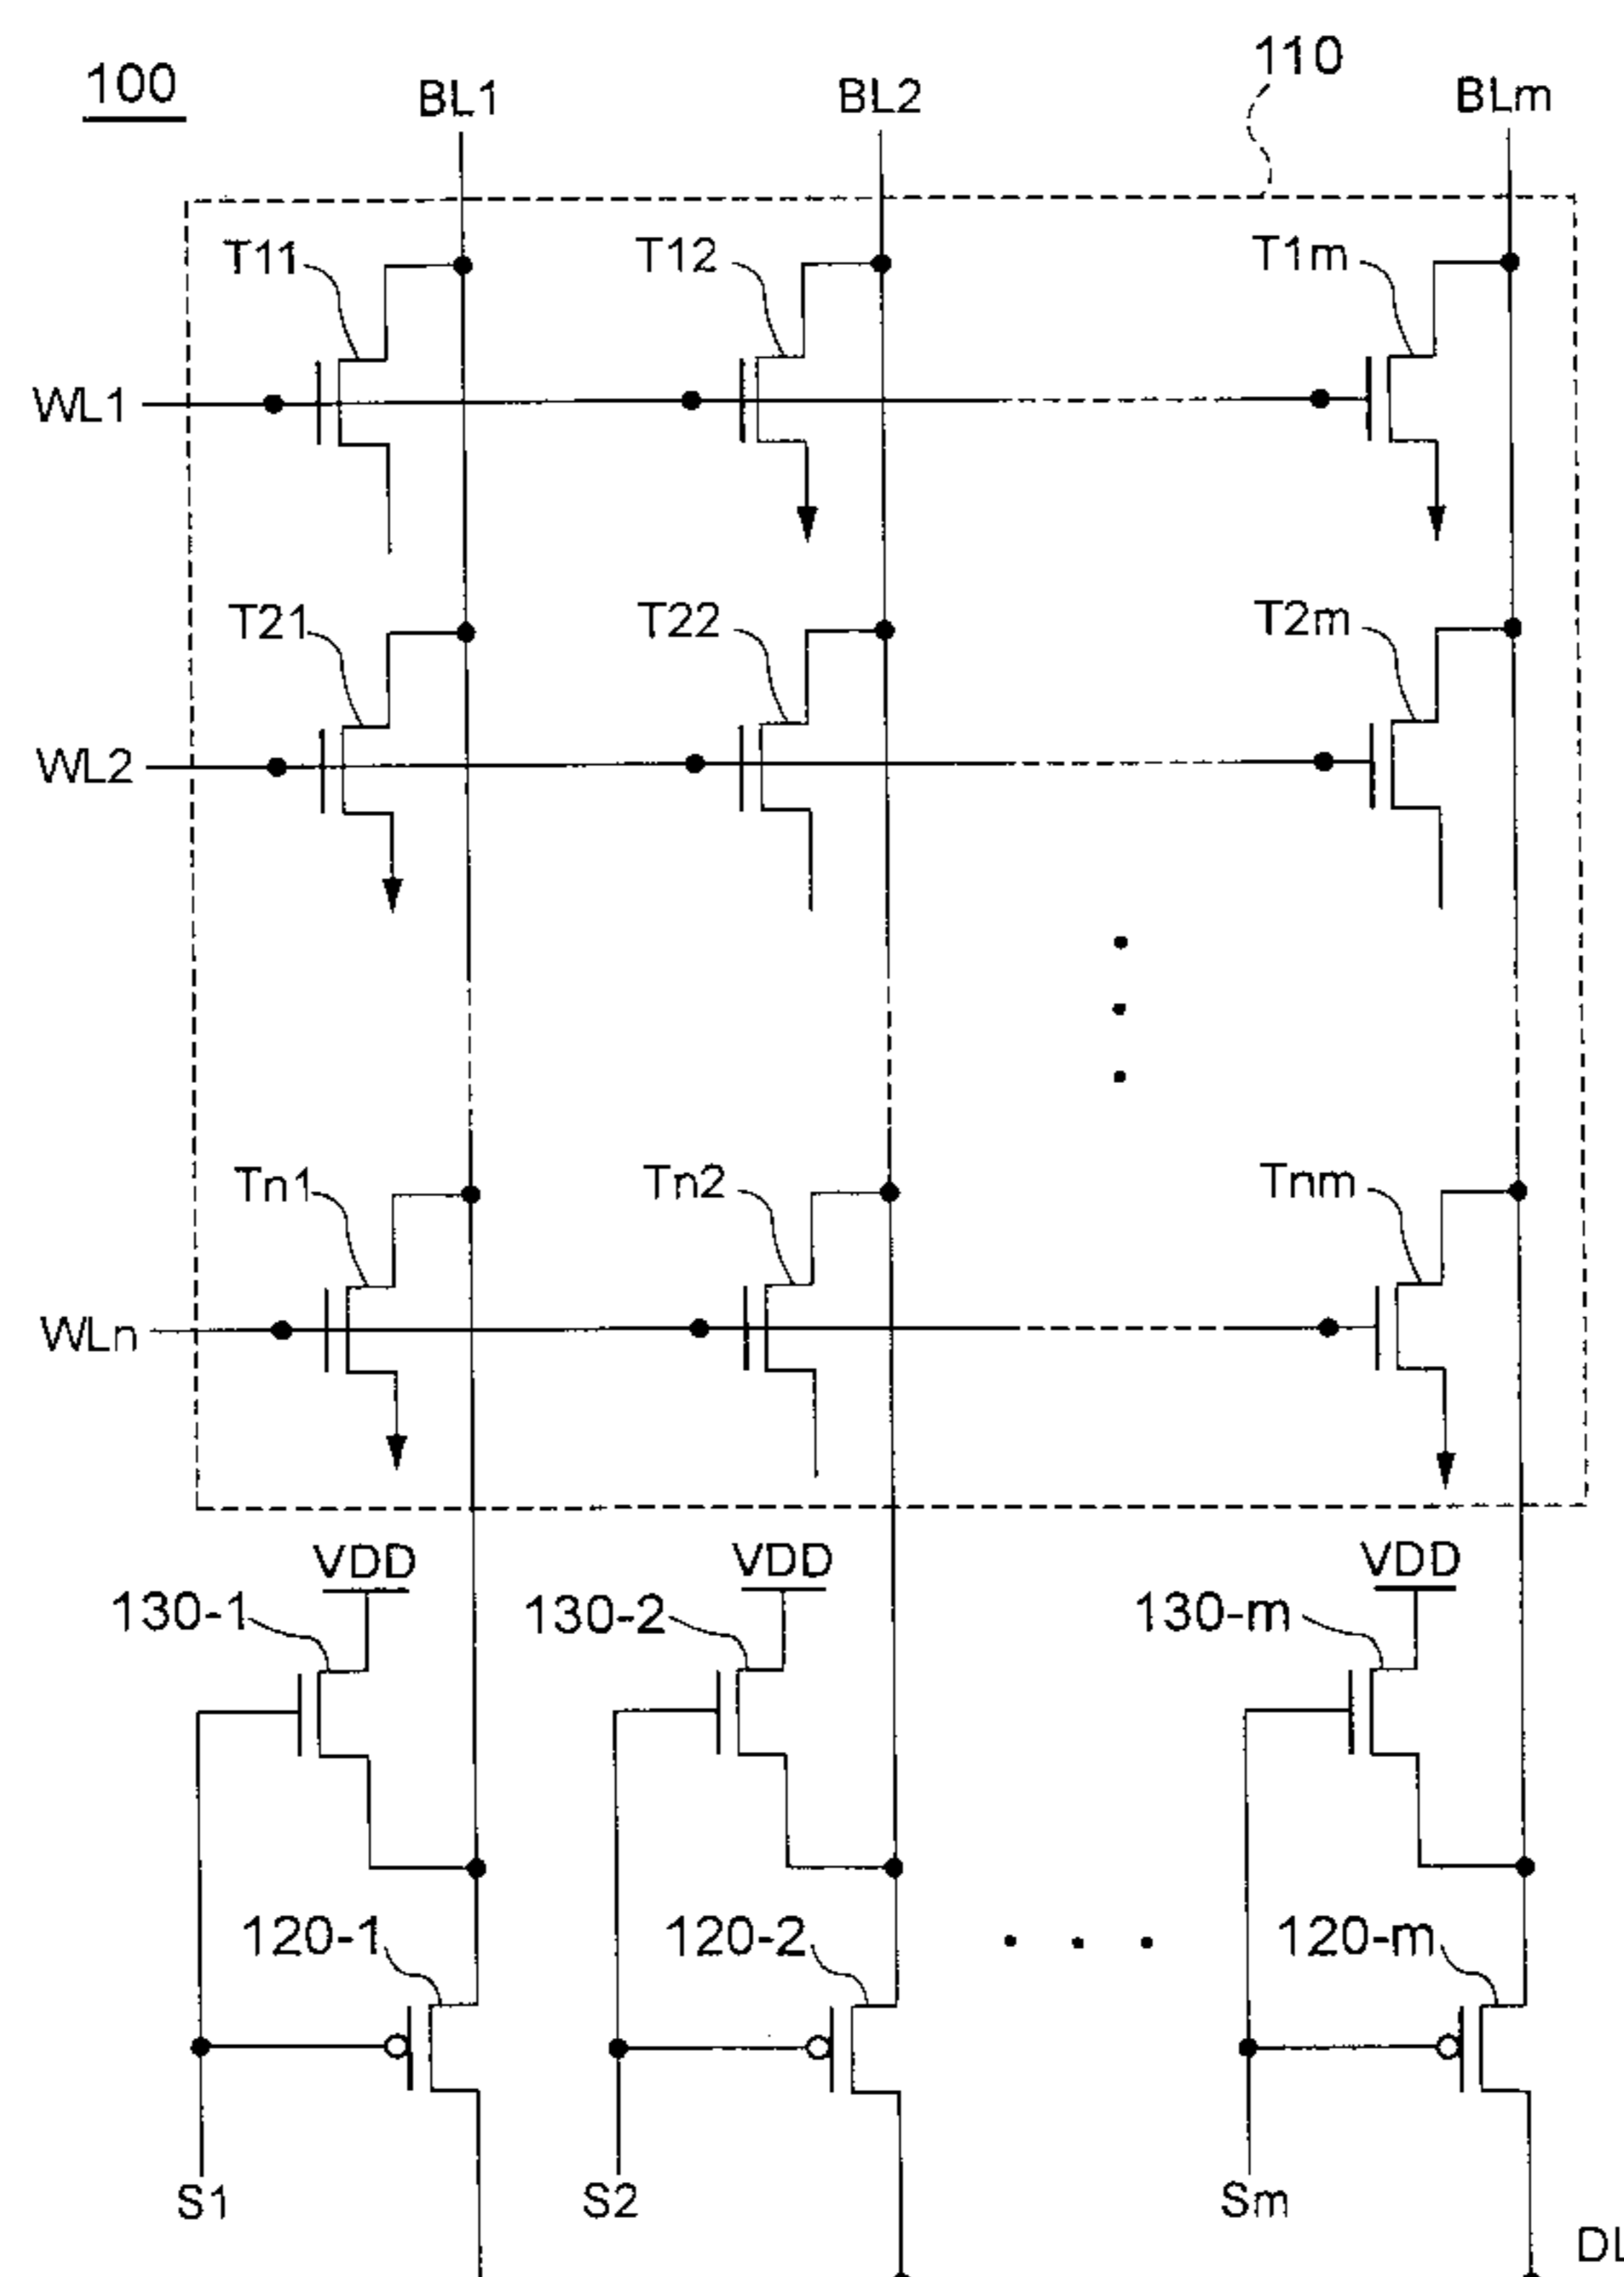 100
BL1 BL2 110 BLm
T11 T12 T1m
WL1
T21 T22 T2m
WL2
Tn1 Tn2 Tnm
WLn
VDD VDD VDD
130-1 130-2 130-m
120-1 120-2 120-m
S1 S2 Sm
DL